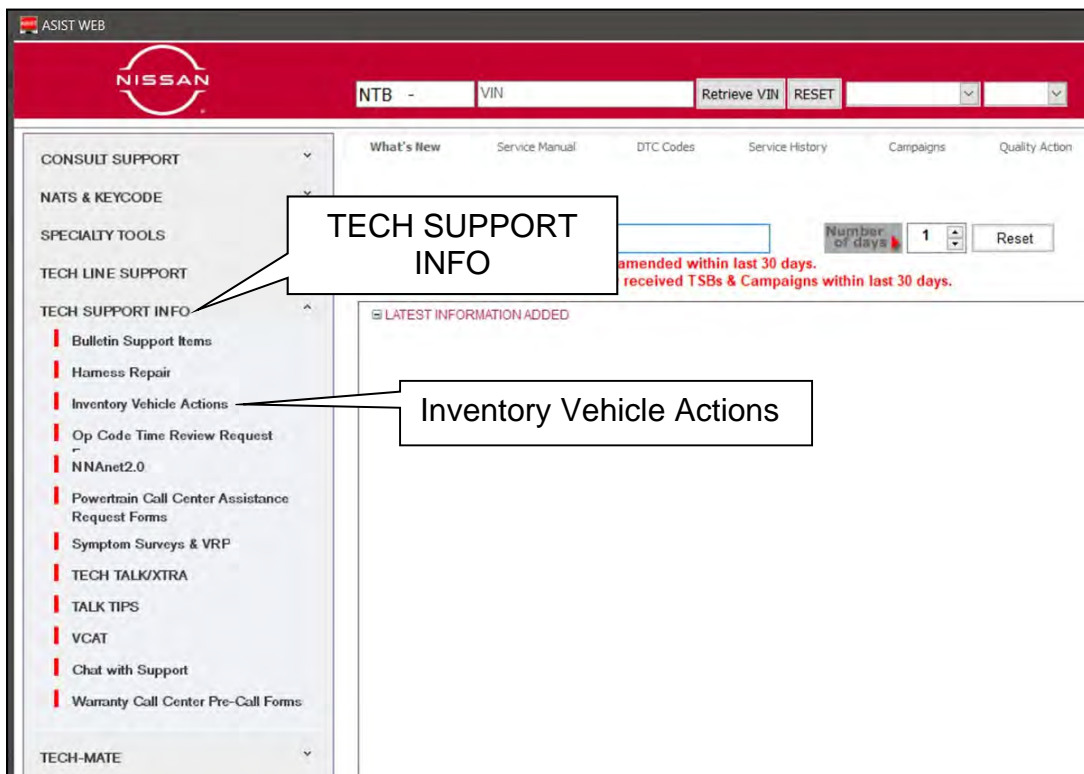 ASIST WEB
NISSAN
NTB - VIN Retrieve VIN RESET
What's New Service Manual DTC Codes Service History Campaigns Quality Action
CONSULT SUPPORT
NATS & KEYCODE
SPECIALTY TOOLS
TECH LINE SUPPORT
TECH SUPPORT INFO
Bulletin Support Items
Harness Repair
Inventory Vehicle Actions
Op Code Time Review Request
NNAnet2.0
Powertrain Call Center Assistance
Request Forms
Symptom Surveys & VRP
TECH TALK/XTRA
TALK TIPS
VCAT
Chat with Support
Warranty Call Center Pre-Call Forms
TECH-MATE
TECH SUPPORT
INFO
Number
of days 1 Reset
amended within last 30 days.
received TSBs & Campaigns within last 30 days.
LATEST INFORMATION ADDED
Inventory Vehicle Actions